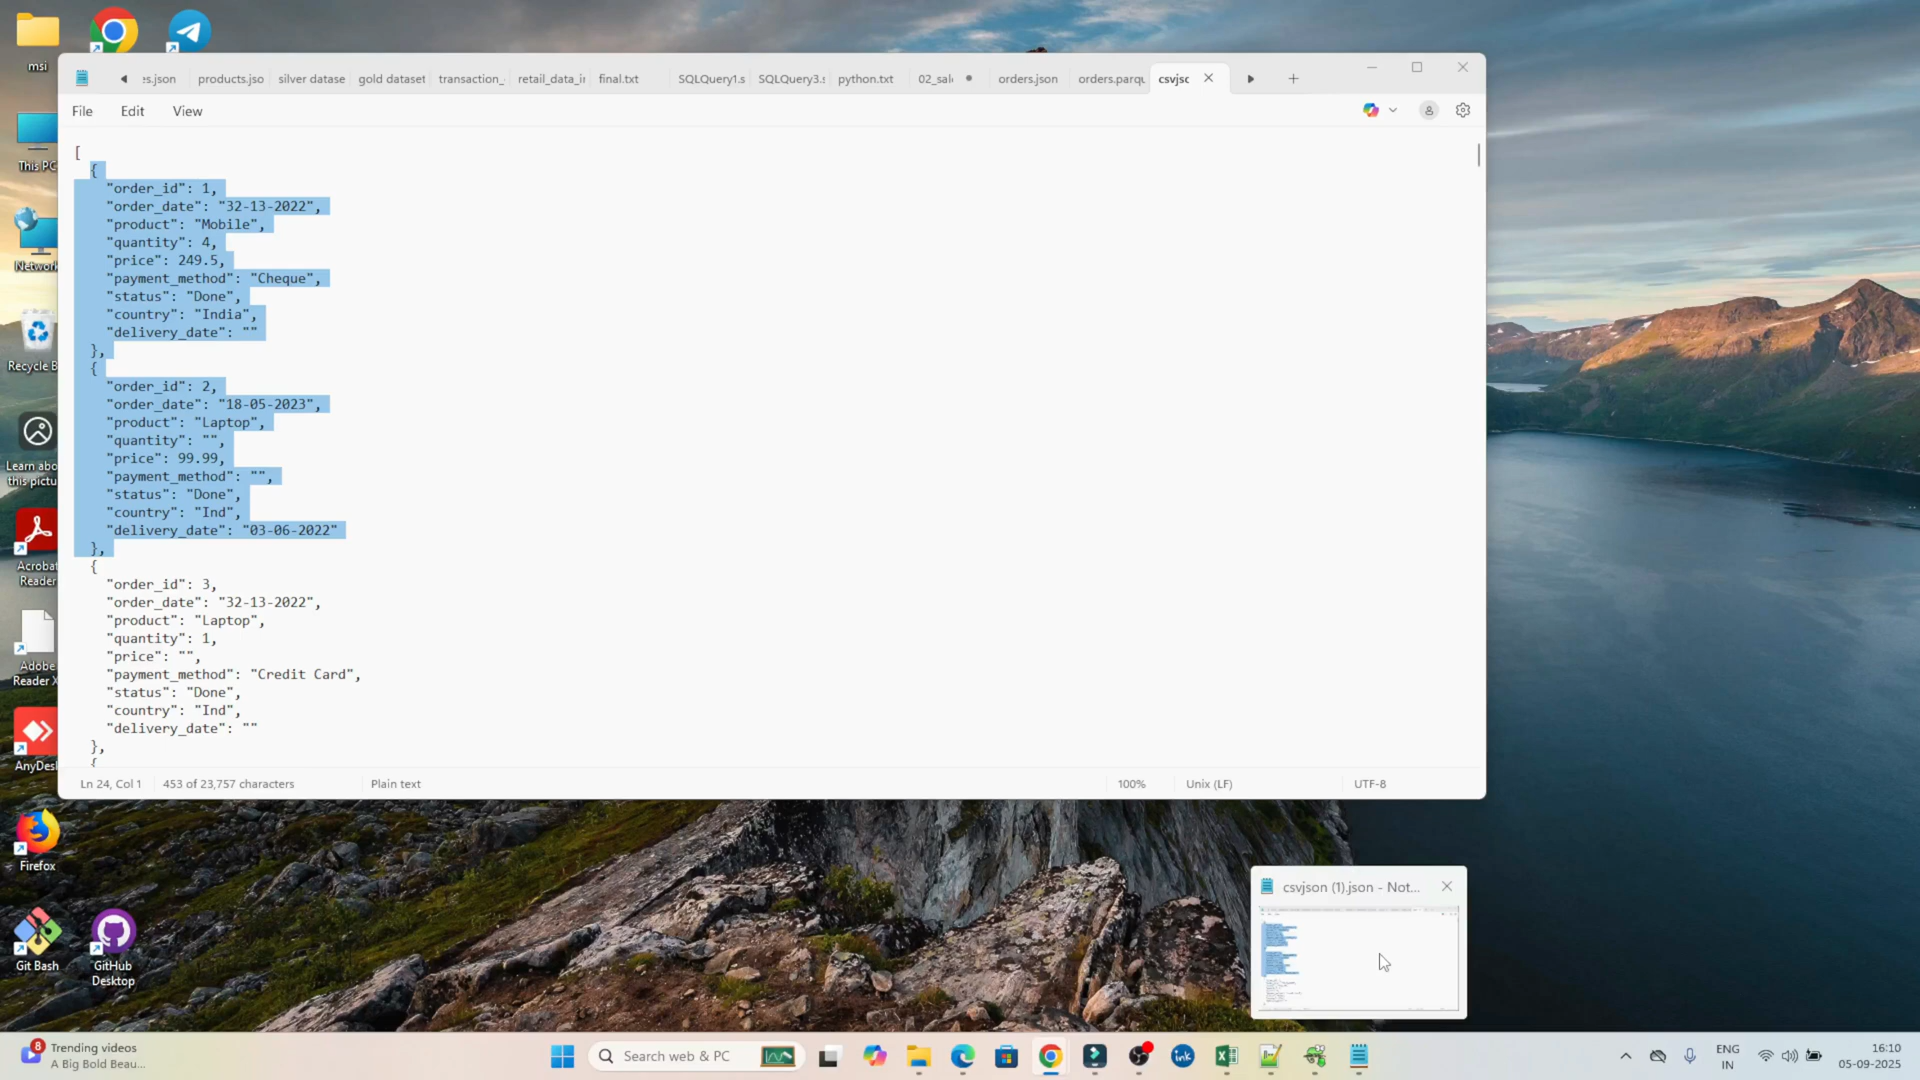 msi
This PC
Network
Recycle B
Learn abo
this pictu
Acrobat
Reader
Adobe
Reader X
AnyDes
Firefox
Git Bash
GitHub
Desktop
es.json
products.jso
silver datase
gold dataset
transaction_
retail_data_ir
final.txt
SQLQuery1.s
SQLQuery3.s
python.txt
02_sal
orders.json
orders.parqu
csvjsc
File
Edit
View
[
{
"order_id": 1,
"order_date": "32-13-2022",
"product": "Mobile",
"quantity": 4,
"price": 249.5,
"payment_method": "Cheque",
"status": "Done",
"country": "India",
"delivery_date": ""
},
{
"order_id": 2,
"order_date": "18-05-2023",
"product": "Laptop",
"quantity": "",
"price": 99.99,
"payment_method": "",
"status": "Done",
"country": "Ind",
"delivery_date": "03-06-2022"
},
{
"order_id": 3,
"order_date": "32-13-2022",
"product": "Laptop",
"quantity": 1,
"price": "",
"payment_method": "Credit Card",
"status": "Done",
"country": "Ind",
"delivery_date": ""
},
{
Ln 24, Col 1
453 of 23,757 characters
Plain text
100%
Unix (LF)
UTF-8
csvjson (1).json - Not...
8
Trending videos
A Big Bold Beau...
Search web & PC
ink
ENG
IN
16:10
05-09-2025